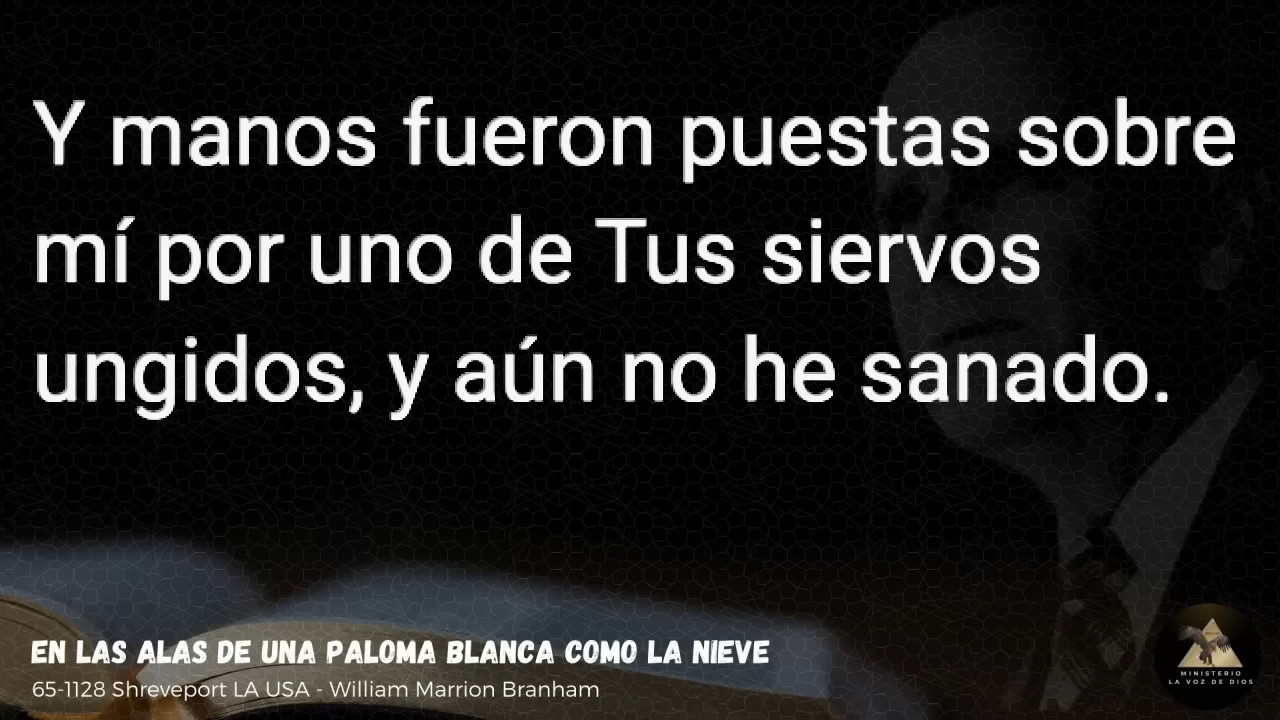 Y manos fueron puestas sobre
mí por uno de Tus siervos
ungidos, y aún no he sanado.
EN LAS ALAS DE UNA PALOMA BLANCA COMO LA NIEVE
65-1128 Shreveport LA USA - William Marrion Branham
MINISTERIO
LA VOZ DE DIOS